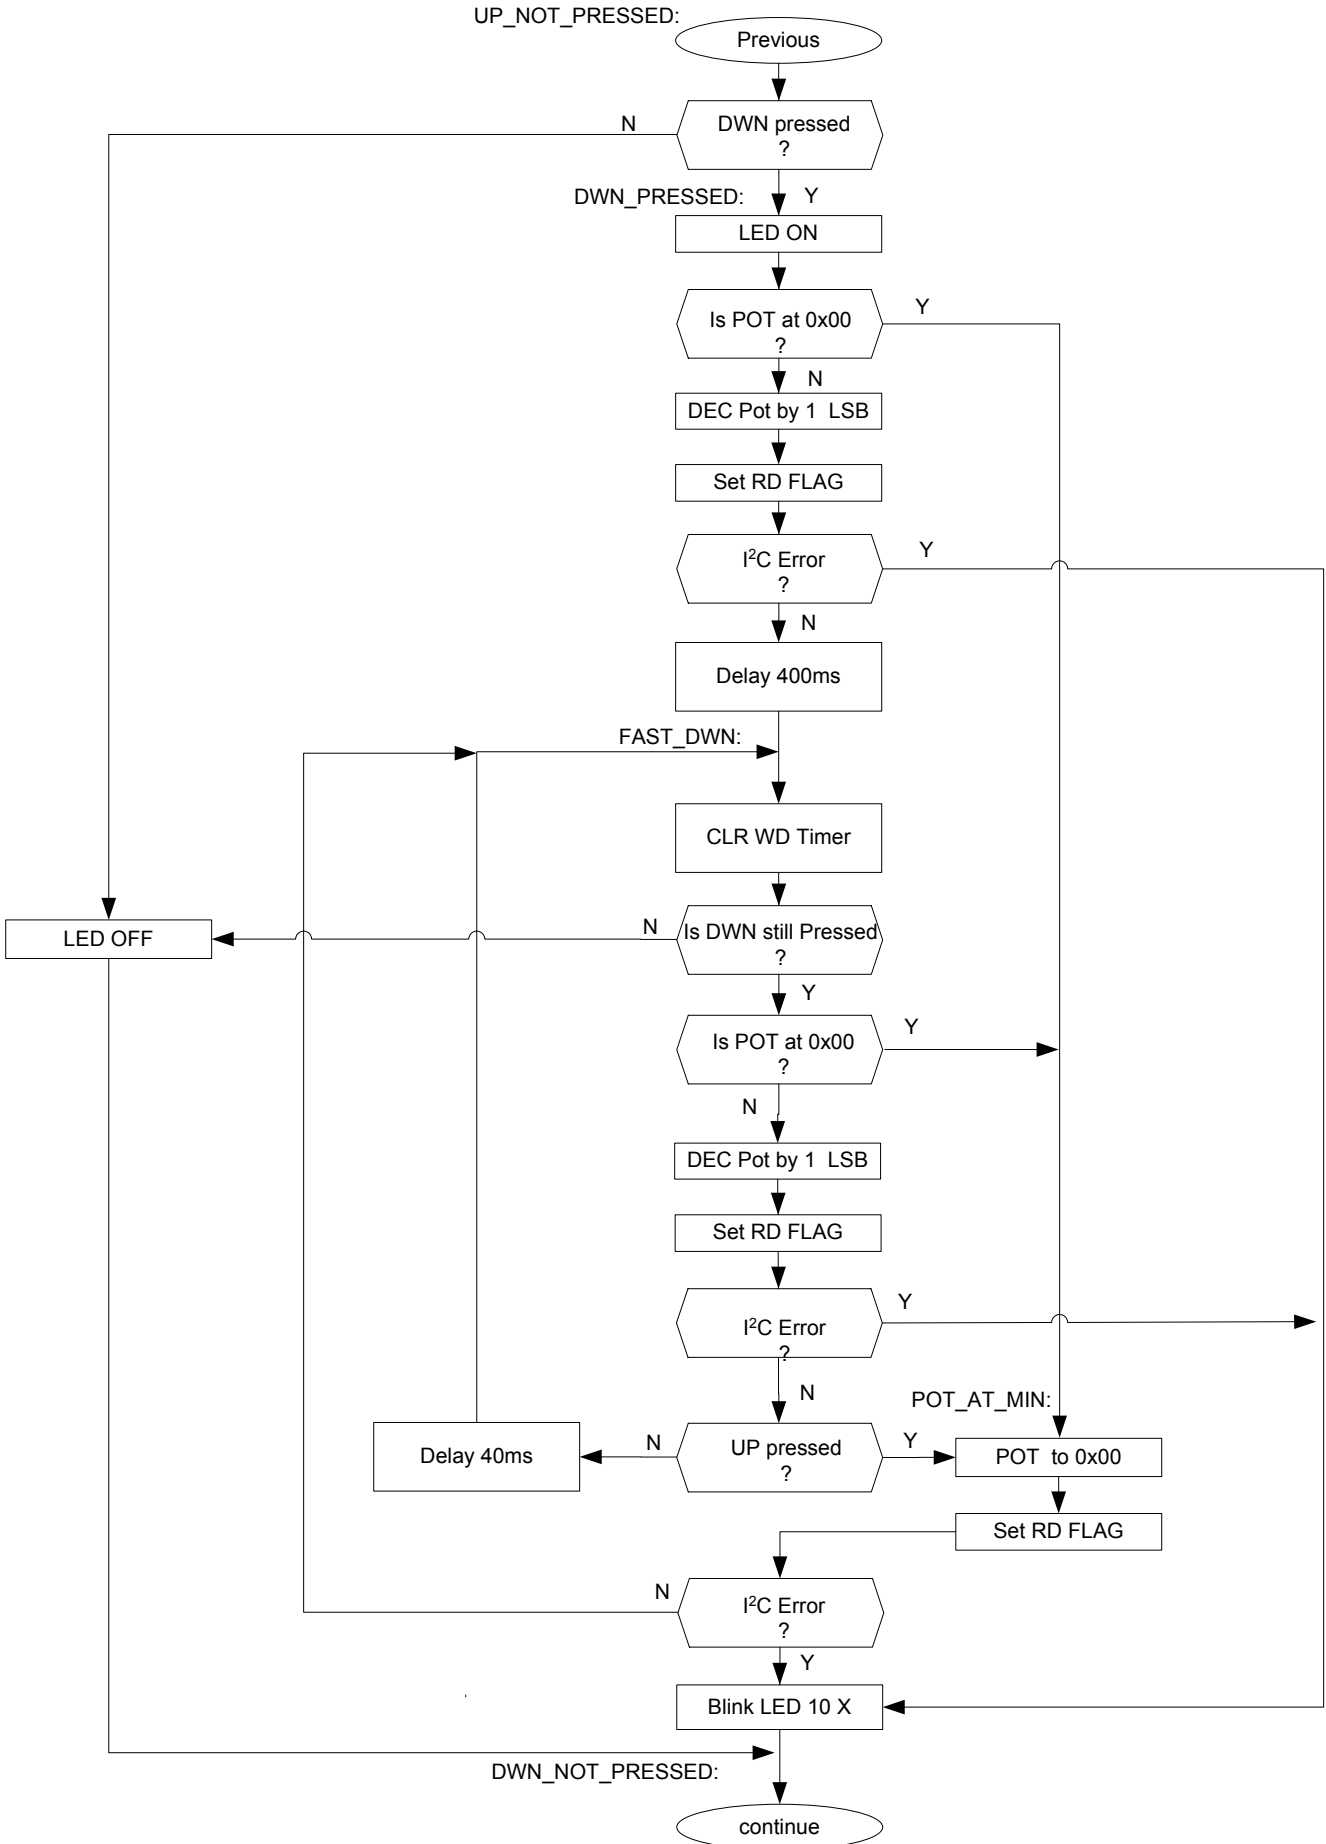 UP_NOT_PRESSED:
Previous
N
DWN pressed
?
DWN_PRESSED:
Y
LED ON
Is POT at 0x00
?
Y
N
DEC Pot by 1 LSB
Set RD FLAG
I²C Error
?
Y
N
Delay 400ms
FAST_DWN:
CLR WD Timer
LED OFF
N
Is DWN still Pressed
?
Y
Is POT at 0x00
?
Y
N
DEC Pot by 1 LSB
Set RD FLAG
I²C Error
?
Y
N
POT_AT_MIN:
Delay 40ms
N
UP pressed
?
Y
POT to 0x00
Set RD FLAG
N
I²C Error
?
Y
Blink LED 10 X
DWN_NOT_PRESSED:
continue